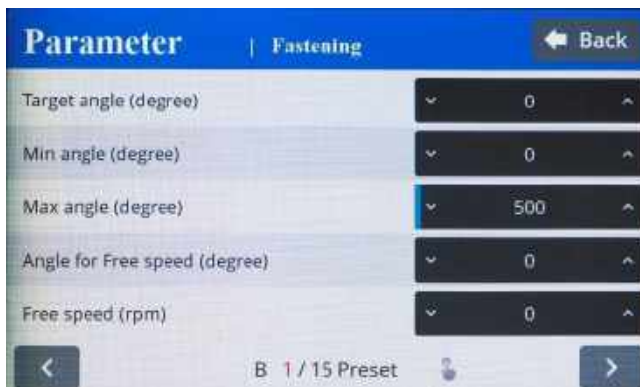 Parameter | Fastening Back
Target angle (degree) 0
Min angle (degree) 0
Max angle (degree) 500
Angle for Free speed (degree) 0
Free speed (rpm) 0
B 1 / 15 Preset